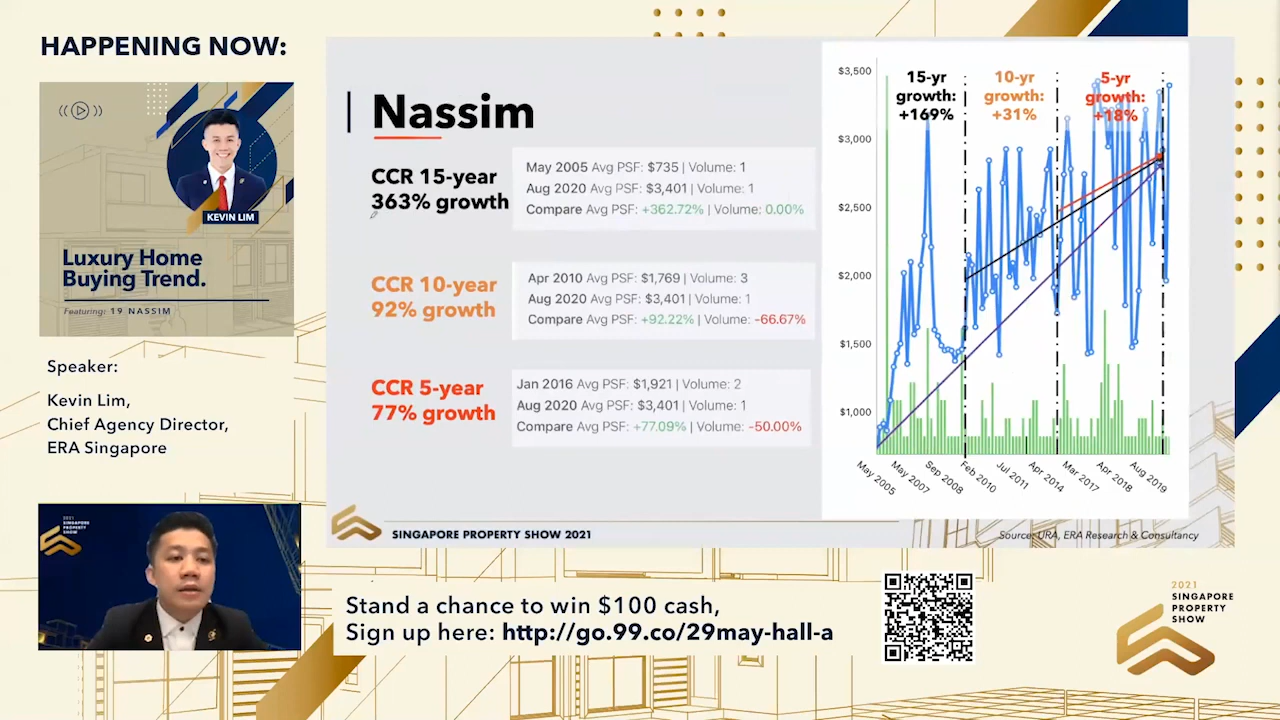 HAPPENING NOW:
KEVIN LIM
Luxury Home
Buying Trend.
Featuring: 19 NASSIM
Speaker:
Kevin Lim,
Chief Agency Director,
ERA Singapore
2021
SINGAPORE
PROPERTY
SHOW
Nassim
CCR 15-year
363% growth
May 2005 Avg PSF: $735 | Volume: 1
Aug 2020 Avg PSF: $3,401 | Volume: 1
Compare Avg PSF: +362.72% | Volume: 0.00%
CCR 10-year
92% growth
Apr 2010 Avg PSF: $1,769 | Volume: 3
Aug 2020 Avg PSF: $3,401 | Volume: 1
Compare Avg PSF: +92.22% | Volume: -66.67%
CCR 5-year
77% growth
Jan 2016 Avg PSF: $1,921 | Volume: 2
Aug 2020 Avg PSF: $3,401 | Volume: 1
Compare Avg PSF: +77.09% | Volume: -50.00%
15-yr
growth:
+169%
10-yr
growth:
+31%
5-yr
growth:
+18%
$3,500
$3,000
$2,500
$2,000
$1,500
$1,000
May 2005
May 2007
Sep 2008
Feb 2010
Jul 2011
Apr 2014
Mar 2017
Apr 2018
Aug 2019
SINGAPORE PROPERTY SHOW 2021
Source: URA, ERA Research & Consultancy
Stand a chance to win $100 cash,
Sign up here: http://go.99.co/29may-hall-a
2021
SINGAPORE
PROPERTY
SHOW